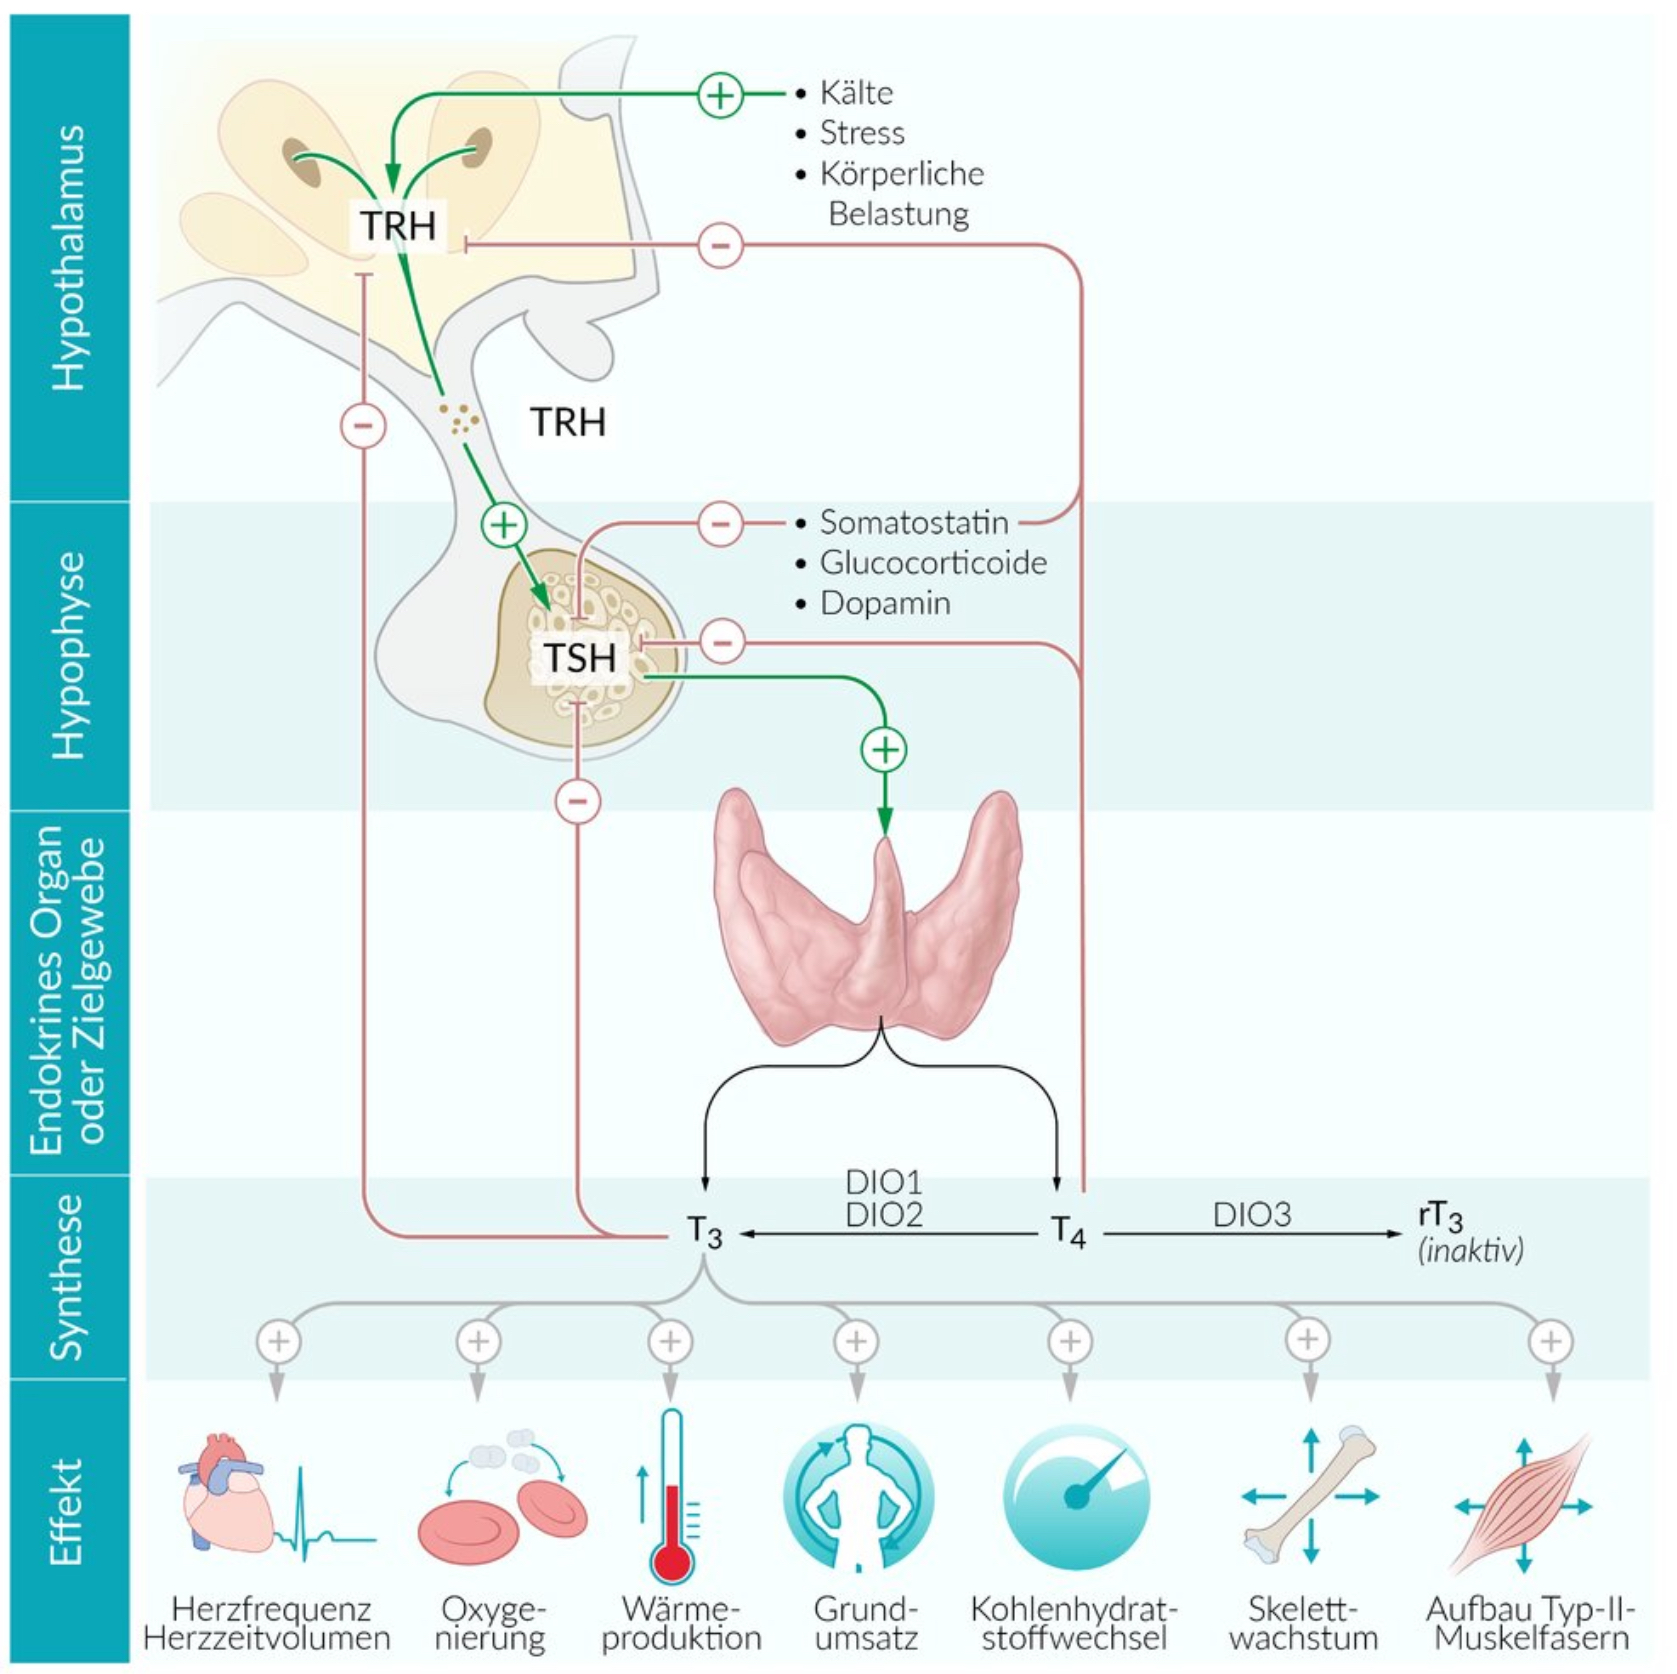 Hypothalamus
• Kälte
• Stress
• Körperliche
Belastung
+
TRH
−
−
TRH
Hypophyse
+
−
• Somatostatin
• Glucocorticoide
• Dopamin
−
TSH
+
−
Endokrines Organ
oder Zielgewebe
Synthese
DIO1
DIO2
DIO3
T₃
T₄
rT₃
(inaktiv)
+ + + + + + +
Effekt
Herzfrequenz
Herzzeitvolumen
Oxyge-
nierung
Wärme-
produktion
Grund-
umsatz
Kohlenhydrat-
stoffwechsel
Skelett-
wachstum
Aufbau Typ-II-
Muskelfasern